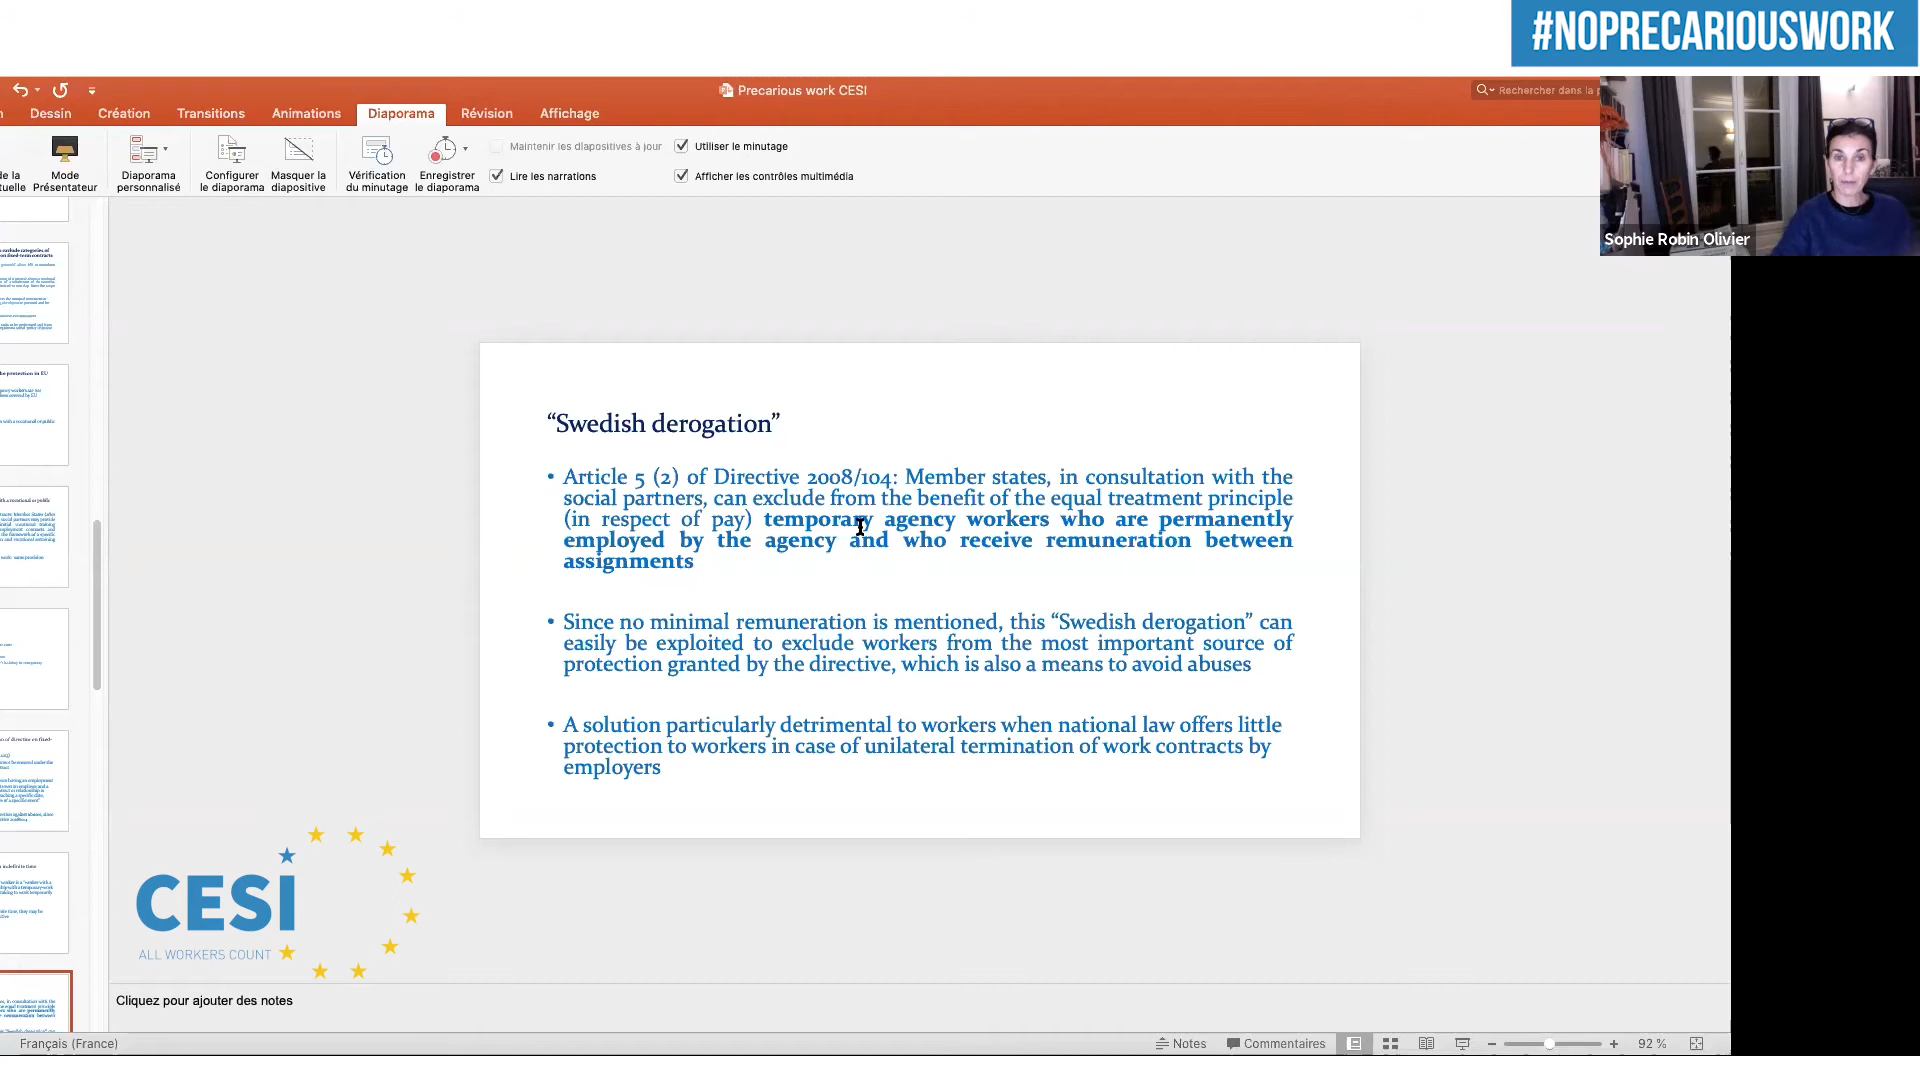 #NOPRECARIOUSWORK
Precarious work CESI
Rechercher dans la
Dessin
Création
Transitions
Animations
Diaporama
Révision
Affichage
Mode
Présentateur
Diaporama
personnalisé
Configurer
le diaporama
Masquer la
diapositive
Vérification
du minutage
Enregistrer
le diaporama
Maintenir les diapositives à jour
Utiliser le minutage
Lire les narrations
Afficher les contrôles multimédia
Sophie Robin Olivier
“Swedish derogation”
• Article 5 (2) of Directive 2008/104: Member states, in consultation with the
social partners, can exclude from the benefit of the equal treatment principle
(in respect of pay) temporary agency workers who are permanently
employed by the agency and who receive remuneration between
assignments
• Since no minimal remuneration is mentioned, this “Swedish derogation” can
easily be exploited to exclude workers from the most important source of
protection granted by the directive, which is also a means to avoid abuses
• A solution particularly detrimental to workers when national law offers little
protection to workers in case of unilateral termination of work contracts by
employers
CESI
ALL WORKERS COUNT
Cliquez pour ajouter des notes
Français (France)
Notes
Commentaires
92 %